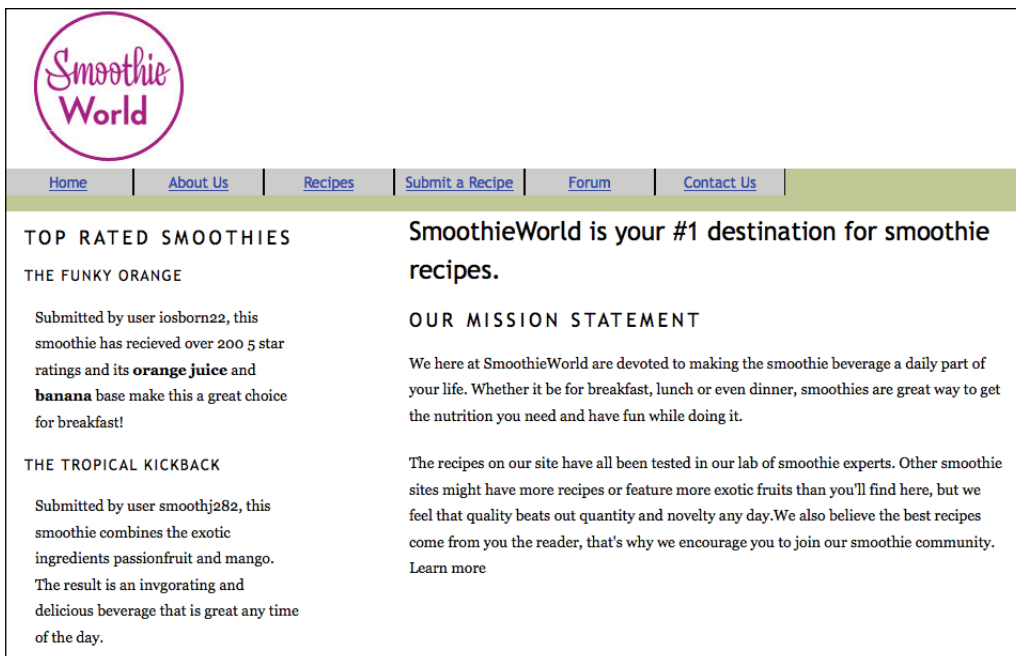 Smoothie
World
Home About Us Recipes Submit a Recipe Forum Contact Us
TOP RATED SMOOTHIES
THE FUNKY ORANGE
Submitted by user iosborn22, this
smoothie has recieved over 200 5 star
ratings and its orange juice and
banana base make this a great choice
for breakfast!
THE TROPICAL KICKBACK
Submitted by user smoothj282, this
smoothie combines the exotic
ingredients passionfruit and mango.
The result is an invgorating and
delicious beverage that is great any time
of the day.
SmoothieWorld is your #1 destination for smoothie
recipes.
OUR MISSION STATEMENT
We here at SmoothieWorld are devoted to making the smoothie beverage a daily part of
your life. Whether it be for breakfast, lunch or even dinner, smoothies are great way to get
the nutrition you need and have fun while doing it.
The recipes on our site have all been tested in our lab of smoothie experts. Other smoothie
sites might have more recipes or feature more exotic fruits than you'll find here, but we
feel that quality beats out quantity and novelty any day.We also believe the best recipes
come from you the reader, that's why we encourage you to join our smoothie community.
Learn more